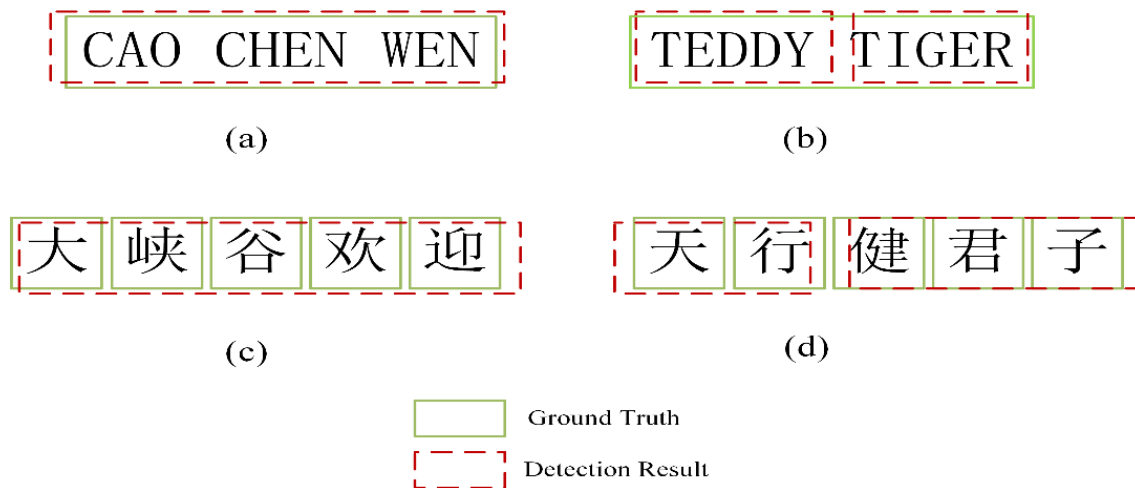 CAO CHEN WEN
TEDDY TIGER
(a)
(b)
大峡谷欢迎
天行健君子
(c)
(d)
Ground Truth
Detection Result